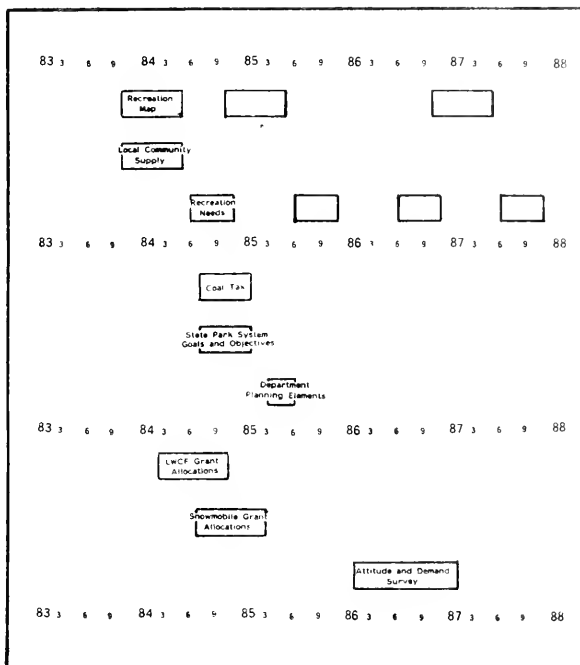 83 3 6 9 84 3 6 9 85 3 6 9 86 3 6 9 87 3 6 9 88
Recreation
Map
Local Community
Supply
Recreation
Needs
83 3 6 9 84 3 6 9 85 3 6 9 86 3 6 9 87 3 6 9 88
Coal Tax
State Park System
Goals and Objectives
Department
Planning Elements
83 3 6 9 84 3 6 9 85 3 6 9 86 3 6 9 87 3 6 9 88
LWCF Grant
Allocations
Snowmobile Grant
Allocations
Attitude and Demand
Survey
83 3 6 9 84 3 6 9 85 3 6 9 86 3 6 9 87 3 6 9 88